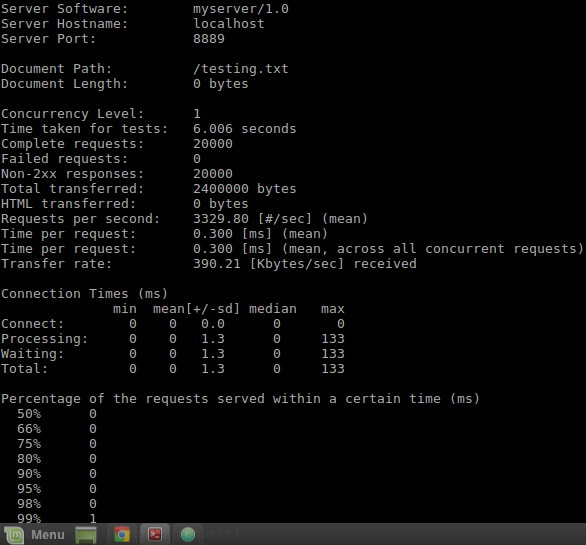 Server Software:        myserver/1.0
Server Hostname:        localhost
Server Port:            8889

Document Path:          /testing.txt
Document Length:        0 bytes

Concurrency Level:      1
Time taken for tests:   6.006 seconds
Complete requests:      20000
Failed requests:        0
Non-2xx responses:      20000
Total transferred:      2400000 bytes
HTML transferred:       0 bytes
Requests per second:    3329.80 [#/sec] (mean)
Time per request:       0.300 [ms] (mean)
Time per request:       0.300 [ms] (mean, across all concurrent requests)
Transfer rate:          390.21 [Kbytes/sec] received

Connection Times (ms)
              min  mean[+/-sd] median   max
Connect:        0    0   0.0      0       0
Processing:     0    0   1.3      0     133
Waiting:        0    0   1.3      0     133
Total:          0    0   1.3      0     133

Percentage of the requests served within a certain time (ms)
  50%      0
  66%      0
  75%      0
  80%      0
  90%      0
  95%      0
  98%      0
  99%      1
Menu